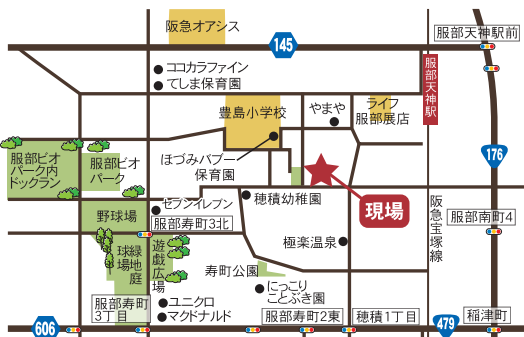 阪急オアシス
145
服部天神駅前
ココカラファイン
てしま保育園
服部天神駅
豊島小学校
やまや
ライフ
服部展店
176
服部ビオ
パーク内
ドックラン
服部ビオ
パーク
ほづみバブー
保育園
セブンイレブン
穂積幼稚園
現場
野球場
服部寿町3北
阪急宝塚線
服部南町4
緑地庭
球場
遊戯広場
極楽温泉
寿町公園
にっこり
ことぶき園
服部寿町
3丁目
ユニクロ
マクドナルド
服部寿町2東
穂積1丁目
稲津町
606
479